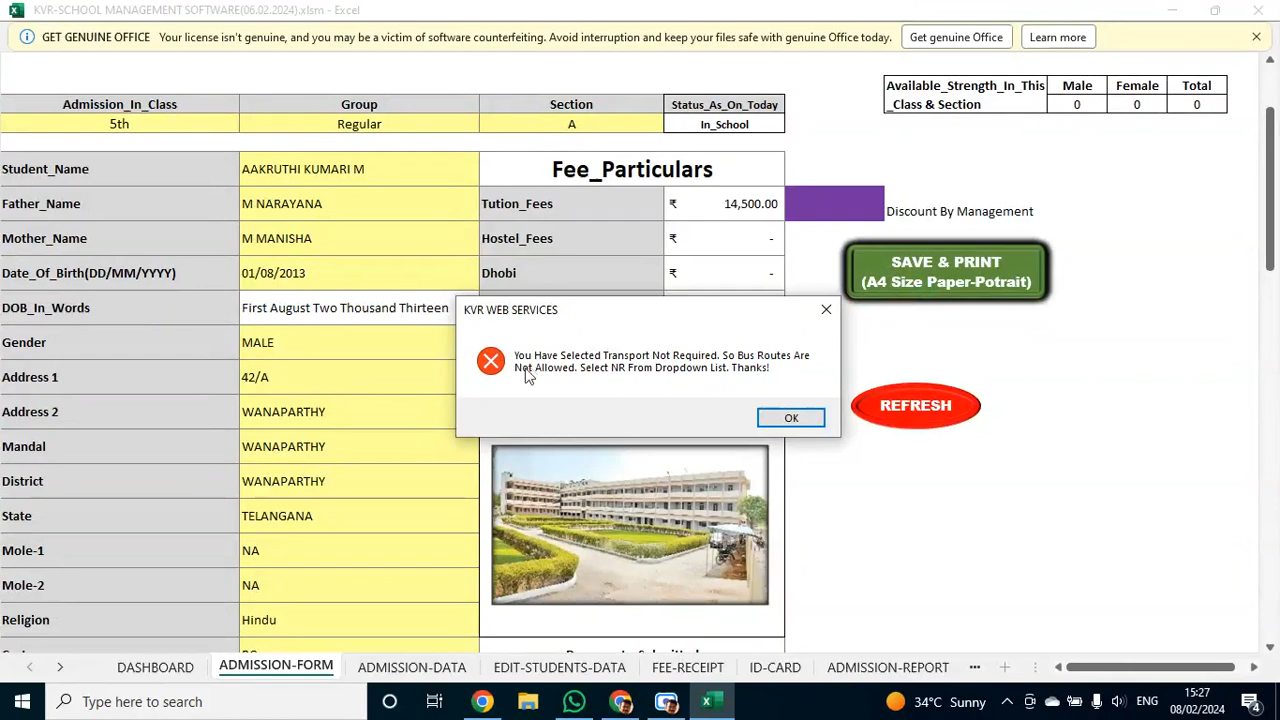 KVR-SCHOOL MANAGEMENT SOFTWARE(06.02.2024).xlsm - Excel
GET GENUINE OFFICE Your license isn't genuine, and you may be a victim of software counterfeiting. Avoid interruption and keep your files safe with genuine Office today. Get genuine Office Learn more
Available_Strength_In_This Male Female Total
_Class & Section 0 0 0
Admission_In_Class Group Section Status_As_On_Today
5th Regular A In_School
Student_Name AAKRUTHI KUMARI M Fee_Particulars
Father_Name M NARAYANA Tution_Fees ₹ 14,500.00
Discount By Management
Mother_Name M MANISHA Hostel_Fees ₹ -
Date_Of_Birth(DD/MM/YYYY) 01/08/2013 Dhobi ₹ -
SAVE & PRINT
(A4 Size Paper-Potrait)
DOB_In_Words First August Two Thousand Thirteen
KVR WEB SERVICES
You Have Selected Transport Not Required. So Bus Routes Are
Not Allowed. Select NR From Dropdown List. Thanks!
OK
REFRESH
Gender MALE
Address 1 42/A
Address 2 WANAPARTHY
Mandal WANAPARTHY
District WANAPARTHY
State TELANGANA
Mole-1 NA
Mole-2 NA
Religion Hindu
DASHBOARD ADMISSION-FORM ADMISSION-DATA EDIT-STUDENTS-DATA FEE-RECEIPT ID-CARD ADMISSION-REPORT ...
Type here to search 34°C Sunny ENG 15:27
08/02/2024 4